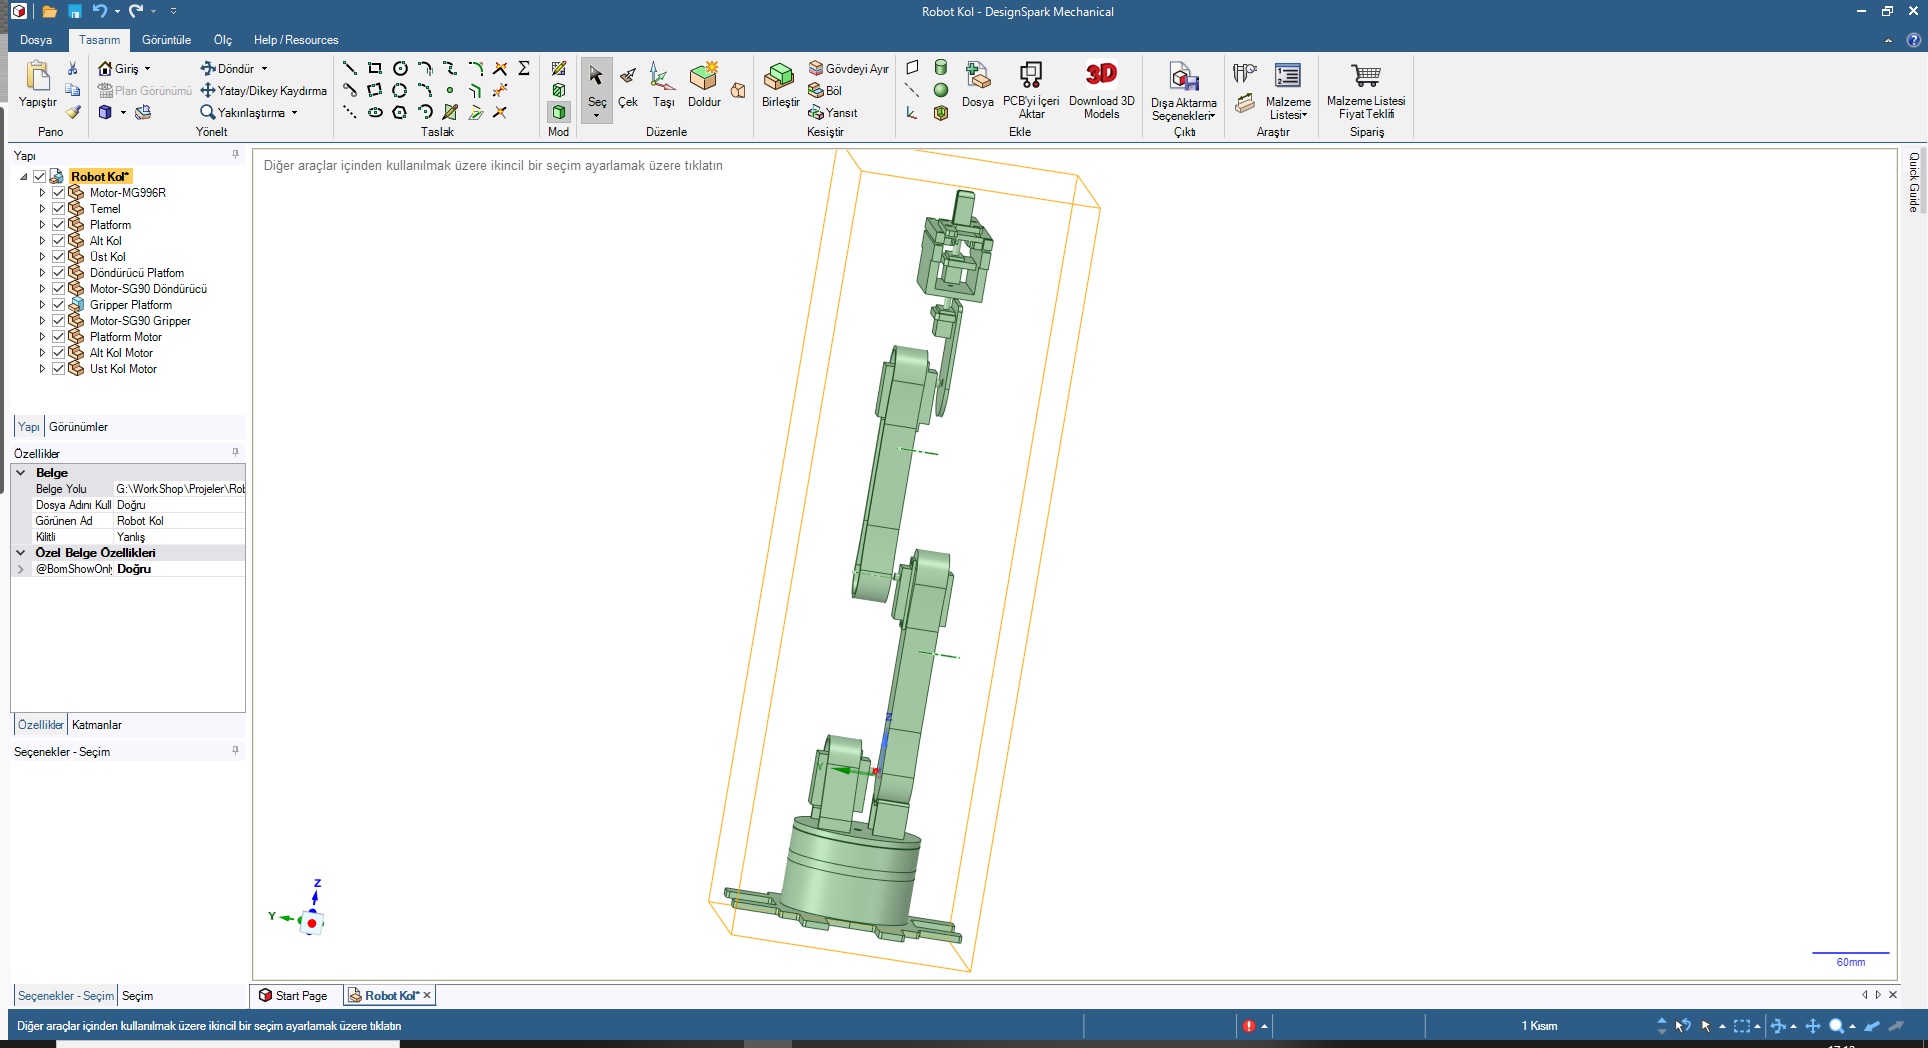 Robot Kol - DesignSpark Mechanical
Dosya Tasarım Görüntüle Ölç Help / Resources
Yapıştır
Pano
Giriş
Plan Görünümü
Döndür
Yatay/Dikey Kaydırma
Yakınlaştırma
Yönelt
Taslak
Mod
Seç
Çek
Taşı
Doldur
Düzenle
Birleştir
Gövdeyi Ayır
Böl
Yansıt
Kesiştir
Dosya
PCB'yi İçeri
Aktar
3D
Download 3D
Models
Ekle
Dışa Aktarma
Seçenekleri
Çıktı
Malzeme
Listesi
Araştır
Malzeme Listesi
Fiyat Teklifi
Sipariş
Yapı
Robot Kol*
Motor-MG996R
Temel
Platform
Alt Kol
Üst Kol
Döndürücü Platfom
Motor-SG90 Döndürücü
Gripper Platform
Motor-SG90 Gripper
Platform Motor
Alt Kol Motor
Ust Kol Motor
Yapı Görünümler
Özellikler
Belge
Belge Yolu G:\WorkShop\Projeler\Rob
Dosya Adını Kull Doğru
Görünen Ad Robot Kol
Kilitli Yanlış
Özel Belge Özellikleri
@BomShowOnl Doğru
Özellikler Katmanlar
Seçenekler - Seçim
Seçenekler - Seçim Seçim
Diğer araçlar içinden kullanılmak üzere ikincil bir seçim ayarlamak üzere tıklatın
Quick Guide
Z
Y
Z
Y
60mm
Start Page Robot Kol*
Diğer araçlar içinden kullanılmak üzere ikincil bir seçim ayarlamak üzere tıklatın
1 Kısım